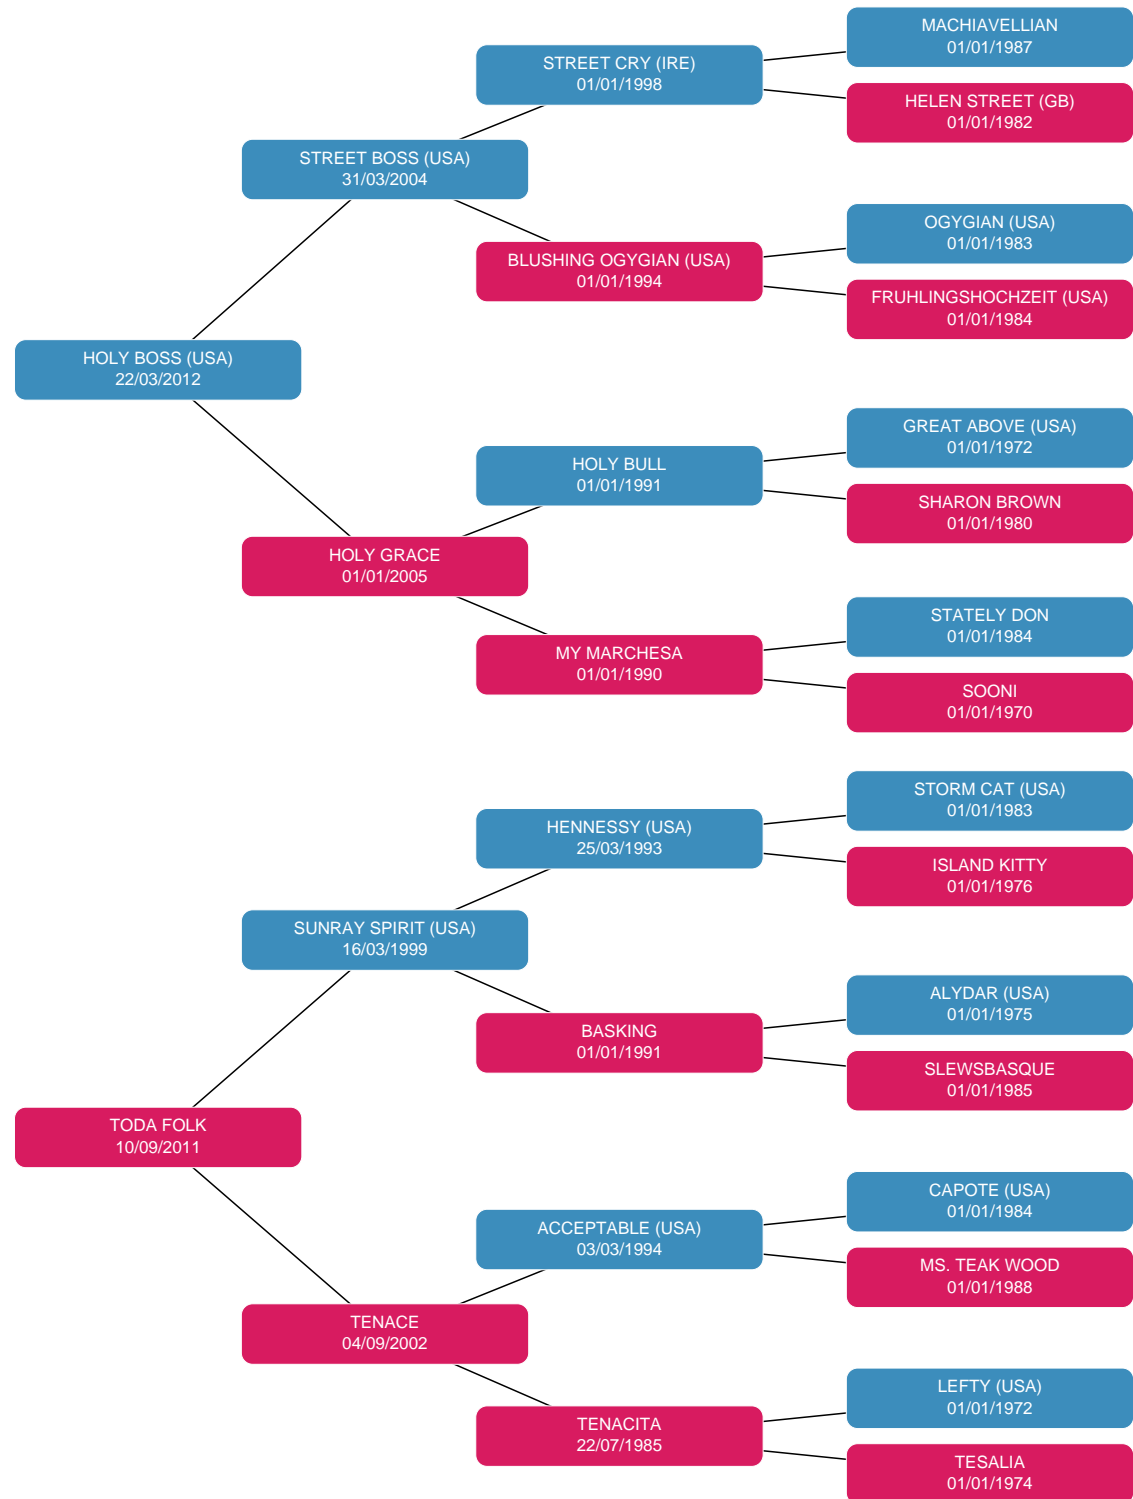 MACHIAVELLIAN
01/01/1987
STREET CRY (IRE)
01/01/1998
HELEN STREET (GB)
01/01/1982
STREET BOSS (USA)
31/03/2004
OGYGIAN (USA)
01/01/1983
BLUSHING OGYGIAN (USA)
01/01/1994
FRUHLINGSHOCHZEIT (USA)
01/01/1984
HOLY BOSS (USA)
22/03/2012
GREAT ABOVE (USA)
01/01/1972
HOLY BULL
01/01/1991
SHARON BROWN
01/01/1980
HOLY GRACE
01/01/2005
STATELY DON
01/01/1984
MY MARCHESA
01/01/1990
SOONI
01/01/1970
STORM CAT (USA)
01/01/1983
HENNESSY (USA)
25/03/1993
ISLAND KITTY
01/01/1976
SUNRAY SPIRIT (USA)
16/03/1999
ALYDAR (USA)
01/01/1975
BASKING
01/01/1991
SLEWSBASQUE
01/01/1985
TODA FOLK
10/09/2011
CAPOTE (USA)
01/01/1984
ACCEPTABLE (USA)
03/03/1994
MS. TEAK WOOD
01/01/1988
TENACE
04/09/2002
LEFTY (USA)
01/01/1972
TENACITA
22/07/1985
TESALIA
01/01/1974